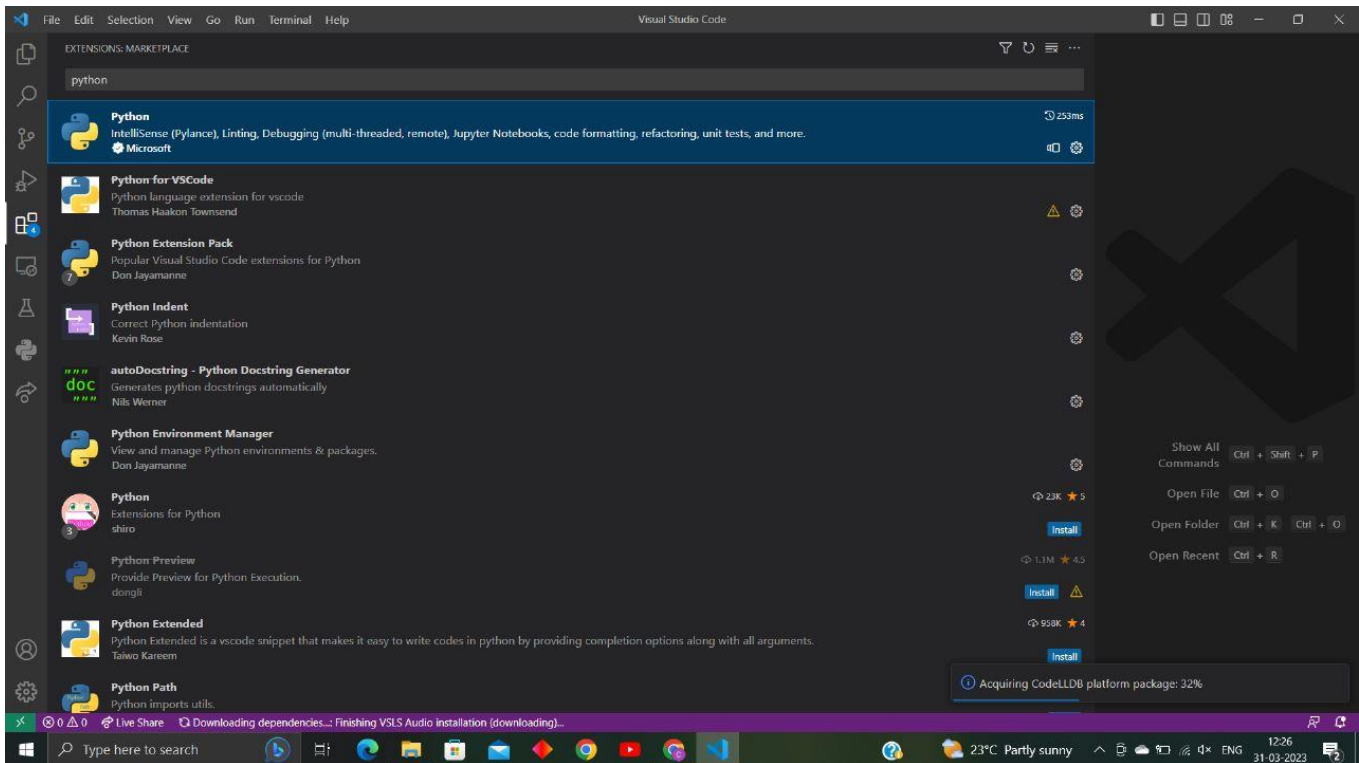 File Edit Selection View Go Run Terminal Help
Visual Studio Code
EXTENSIONS: MARKETPLACE
python
Python
253ms
IntelliSense (Pylance), Linting, Debugging (multi-threaded, remote), Jupyter Notebooks, code formatting, refactoring, unit tests, and more.
Microsoft
Python for VSCode
Python language extension for vscode
Thomas Haakon Townsend
Python Extension Pack
Popular Visual Studio Code extensions for Python
Don Jayamanne
7
Python Indent
Correct Python indentation
Kevin Rose
autoDocstring - Python Docstring Generator
doc
Generates python docstrings automatically
Nils Werner
Python Environment Manager
View and manage Python environments & packages.
Don Jayamanne
Python
23K ★ 5
Extensions for Python
shiro
3
Install
Python Preview
1.1M ★ 4.5
Provide Preview for Python Execution.
dongli
Install
Python Extended
958K ★ 4
Python Extended is a vscode snippet that makes it easy to write codes in python by providing completion options along with all arguments.
Taiwo Kareem
Install
Python Path
Python imports utils.
4
Show All Commands Ctrl + Shift + P
Open File Ctrl + O
Open Folder Ctrl + K Ctrl + O
Open Recent Ctrl + R
Acquiring CodeLLDB platform package: 32%
0 0 Live Share Downloading dependencies...: Finishing VSLS Audio installation (downloading)...
Type here to search
23°C Partly sunny
ENG
12:26
31-03-2023
2